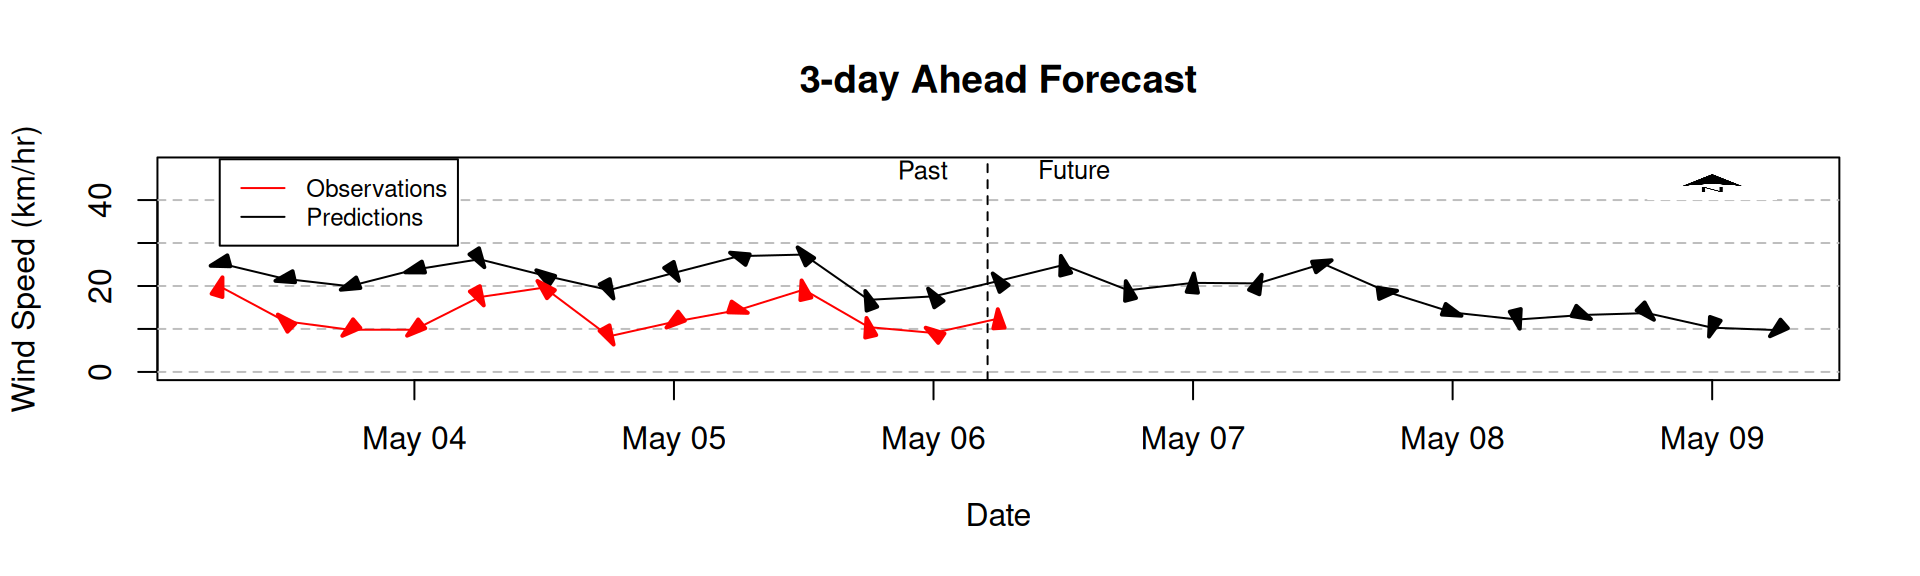 3-day Ahead Forecast
Wind Speed (km/hr)
40
20
0
Observations
Predictions
Past
Future
N
May 04
May 05
May 06
May 07
May 08
May 09
Date